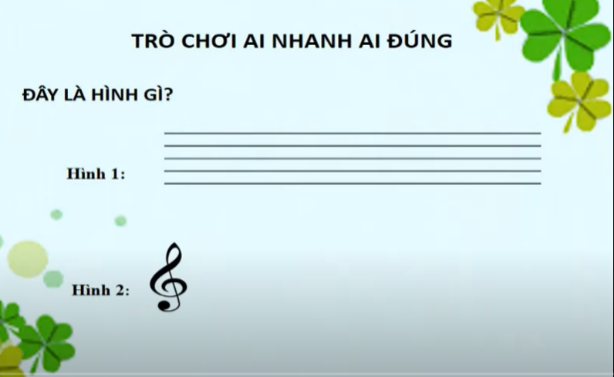 TRÒ CHƠI AI NHANH AI ĐÚNG
ĐÂY LÀ HÌNH GÌ?
Hình 1:
Hình 2: